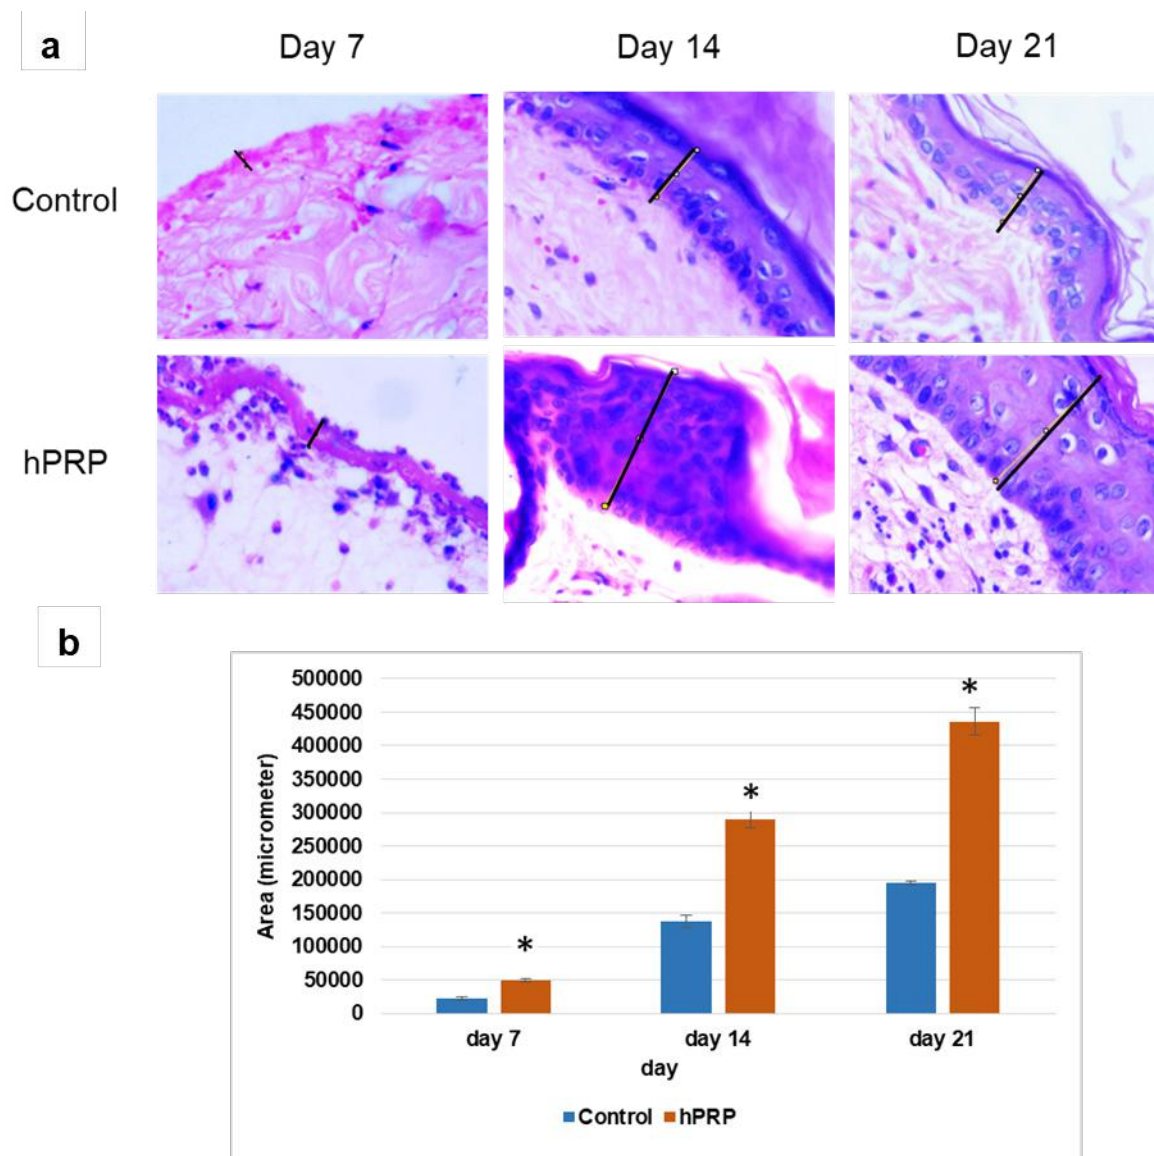 a
Day 7 Day 14 Day 21
Control
hPRP
b
500000
450000
400000
350000
300000
250000
200000
150000
100000
50000
0
Area (micrometer)
*
*
*
day 7 day 14 day 21
day
Control hPRP